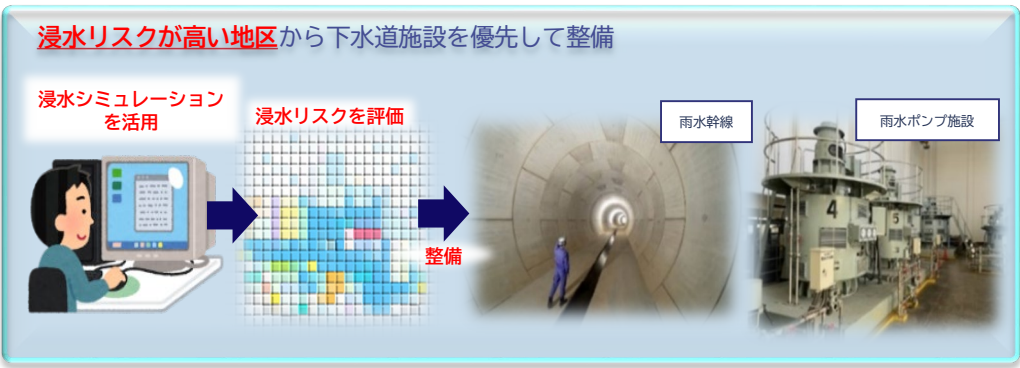 浸水リスクが高い地区から下水道施設を優先して整備
浸水シミュレーション
を活用
浸水リスクを評価
整備
雨水幹線
雨水ポンプ施設
4
5